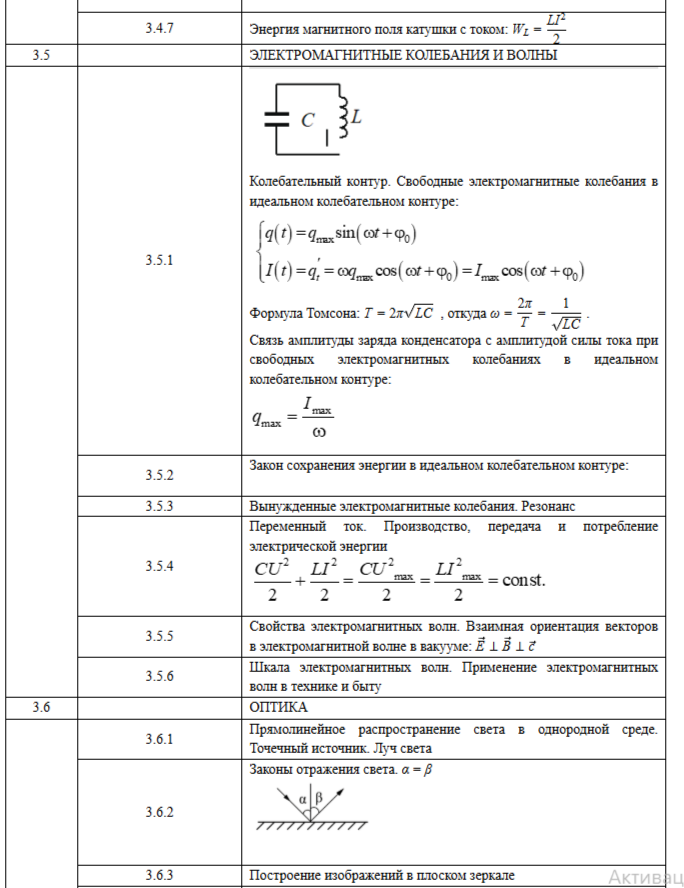 3.4.7 Энергия магнитного поля катушки с током: W_L = LI²/2
3.5 ЭЛЕКТРОМАГНИТНЫЕ КОЛЕБАНИЯ И ВОЛНЫ
C L
Колебательный контур. Свободные электромагнитные колебания в
идеальном колебательном контуре:
q(t) = q_max sin(ωt + φ₀)
3.5.1
I(t) = q′_t = ωq_max cos(ωt + φ₀) = I_max cos(ωt + φ₀)
Формула Томсона: T = 2π√LC , откуда ω = 2π/T = 1/√LC .
Связь амплитуды заряда конденсатора с амплитудой силы тока при
свободных электромагнитных колебаниях в идеальном
колебательном контуре:
q_max = I_max/ω
3.5.2 Закон сохранения энергии в идеальном колебательном контуре:
3.5.3 Вынужденные электромагнитные колебания. Резонанс
3.5.4 Переменный ток. Производство, передача и потребление
электрической энергии
CU²/2 + LI²/2 = CU²_max/2 = LI²_max/2 = const.
3.5.5 Свойства электромагнитных волн. Взаимная ориентация векторов
в электромагнитной волне в вакууме: E⃗ ⊥ B⃗ ⊥ c⃗
3.5.6 Шкала электромагнитных волн. Применение электромагнитных
волн в технике и быту
3.6 ОПТИКА
3.6.1 Прямолинейное распространение света в однородной среде.
Точечный источник. Луч света
3.6.2 Законы отражения света. α = β
α β
3.6.3 Построение изображений в плоском зеркале
Активац